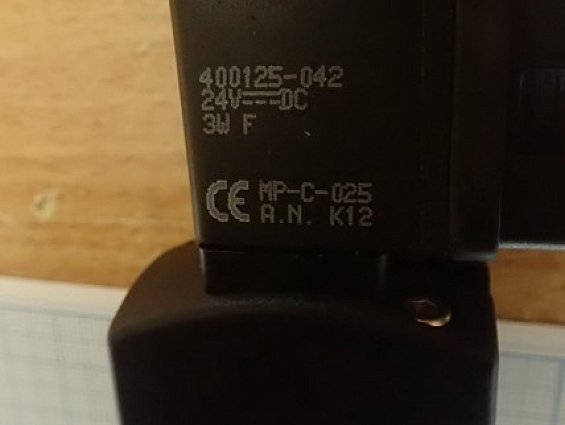 400125-042
24V⎓DC
3W F
CE MP-C-025
A.N. K12